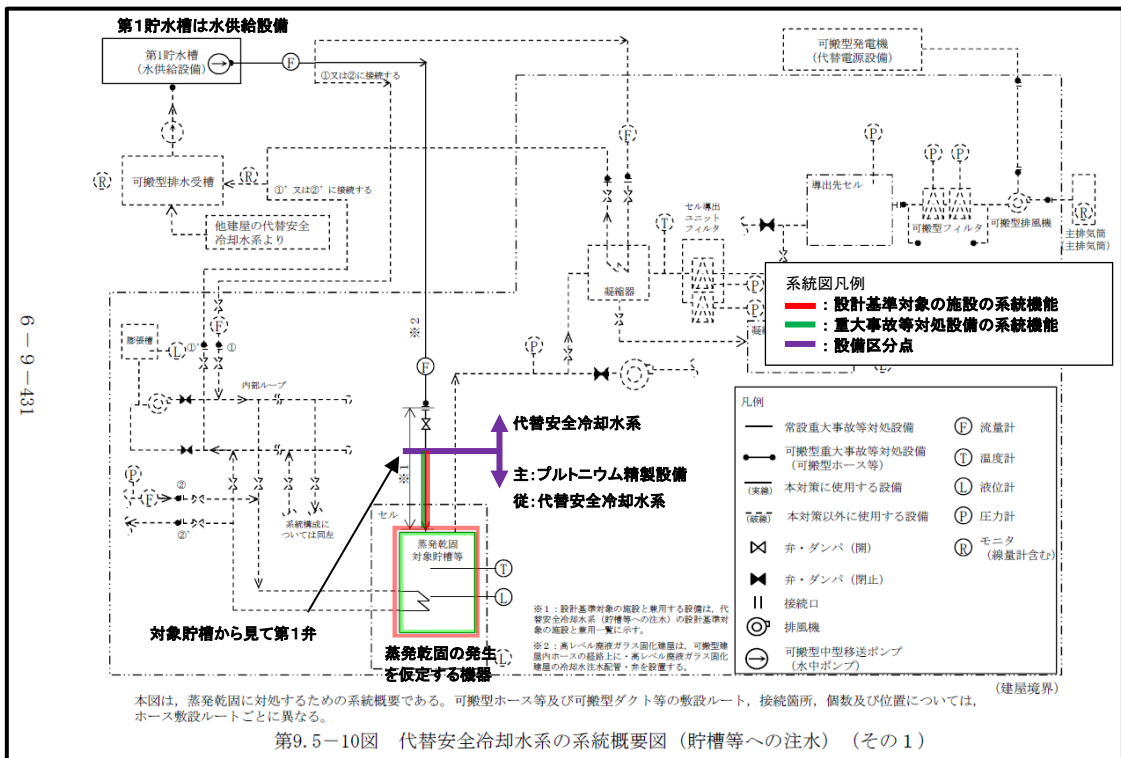 第1貯水槽は水供給設備
第1貯水槽
(水供給設備)
F
①又は②に接続する
可搬型発電機
(代替電源設備)
R
可搬型排水受槽
R
①’又は②’に接続する
他建屋の代替安全
冷却水系より
F
P
P
P
導出先セル
可搬型フィルタ
可搬型排風機
R
主排気筒
(主排気筒)
セル導出
ユニット
フィルタ
T
凝縮器
P
P
系統図凡例
:設計基準対象の施設の系統機能
:重大事故等対処設備の系統機能
:設備区分点
6-9-431
膨張槽
L
①’
F
①
内部ループ
※2
F
P
P
F
②
②’
系統構成に
ついては同左
※1
代替安全冷却水系
主:プルトニウム精製設備
従:代替安全冷却水系
セル
蒸発乾固
対象貯槽等
T
L
L
対象貯槽から見て第1弁
蒸発乾固の発生
を仮定する機器
※1:設計基準対象の施設と兼用する設備は,代
替安全冷却水系(貯槽等への注水)の設計基準対
象の施設と兼用一覧に示す。
※2:高レベル廃液ガラス固化建屋は,可搬型建
屋内ホースの経路上に・高レベル廃液ガラス固化
建屋の冷却水注水配管・弁を設置する。
凡例
常設重大事故等対処設備
可搬型重大事故等対処設備
(可搬型ホース等)
(実線)
本対策に使用する設備
(破線)
本対策以外に使用する設備
弁・ダンパ(開)
弁・ダンパ(閉止)
接続口
排風機
可搬型中型移送ポンプ
(水中ポンプ)
F 流量計
T 温度計
L 液位計
P 圧力計
R モニタ
(線量計含む)
(建屋境界)
本図は,蒸発乾固に対処するための系統概要である。可搬型ホース等及び可搬型ダクト等の敷設ルート,接続箇所,個数及び位置については,
ホース敷設ルートごとに異なる。
第9.5-10図 代替安全冷却水系の系統概要図(貯槽等への注水)(その1)